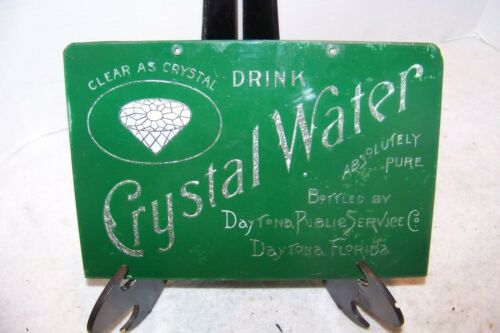 CLEAR AS CRYSTAL
DRINK
Crystal Water
ABSOLUTELY
PURE
BOTTLED BY
DAYTONA PUBLIC SERVICE Co
DAYTONA FLORIDA